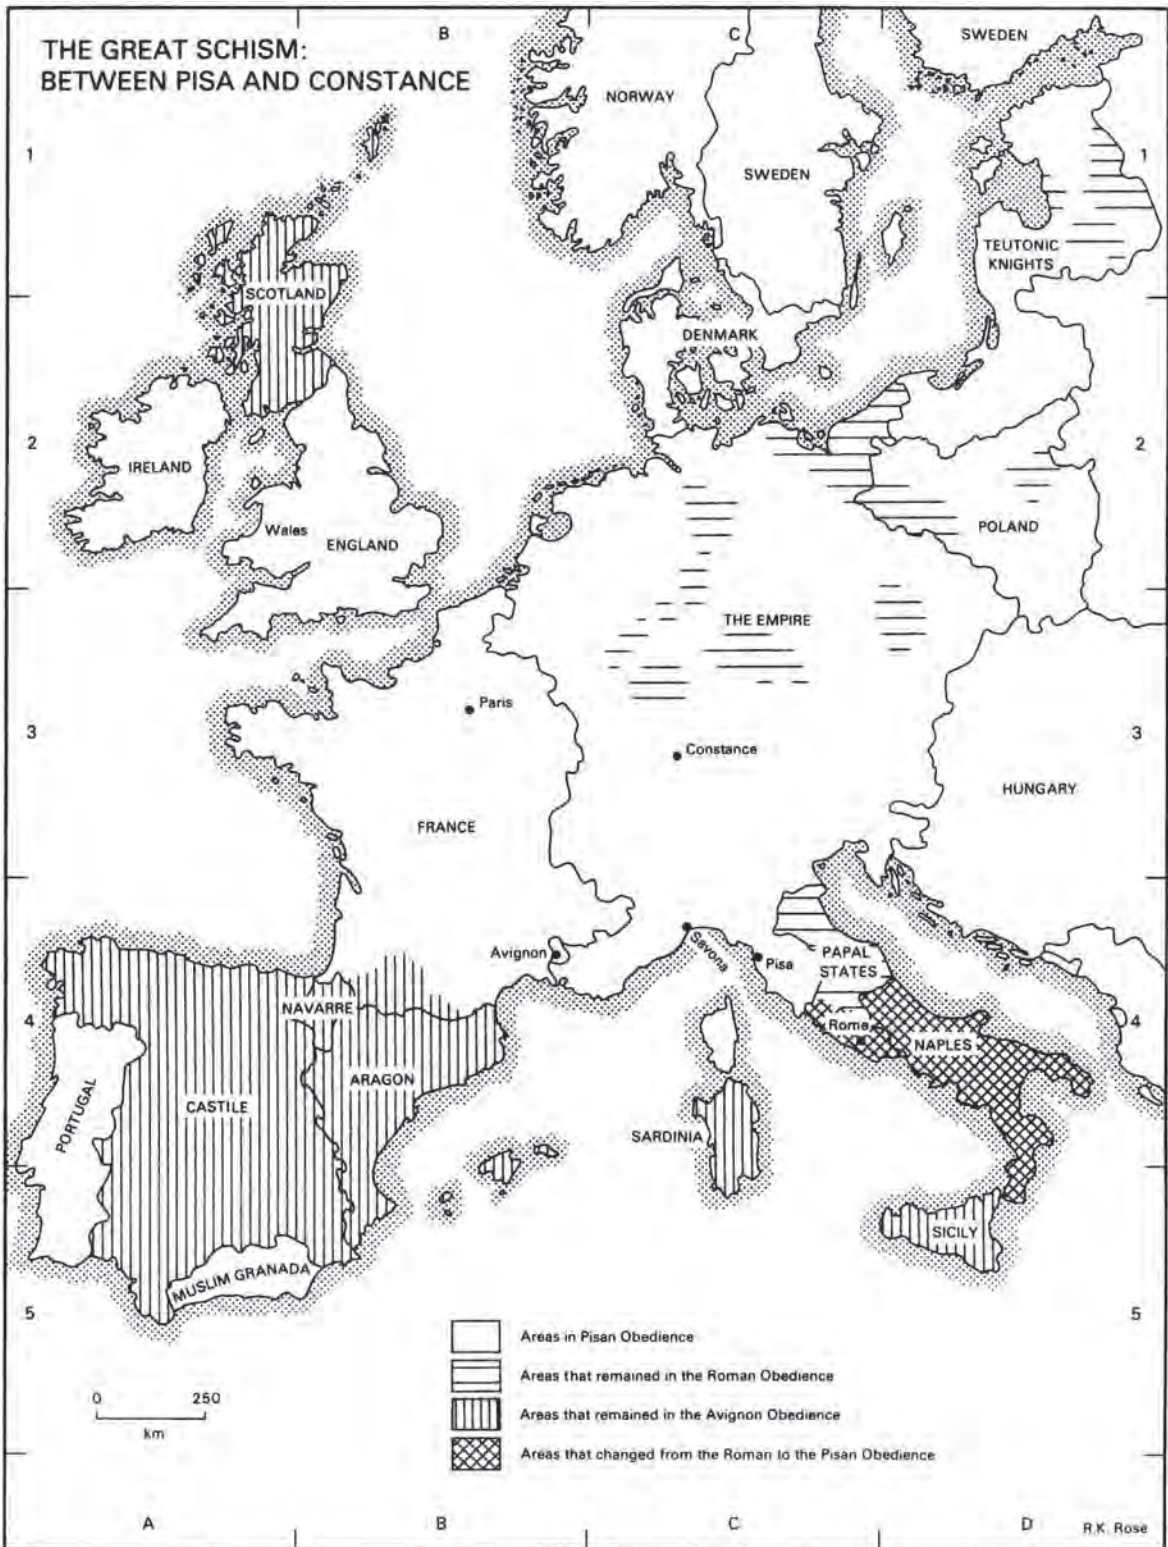 THE GREAT SCHISM:
BETWEEN PISA AND CONSTANCE
B
C
SWEDEN
NORWAY
1
1
SWEDEN
TEUTONIC
KNIGHTS
SCOTLAND
DENMARK
2
2
IRELAND
POLAND
Wales
ENGLAND
THE EMPIRE
Paris
3
3
Constance
HUNGARY
FRANCE
Avignon
Savona
Pisa
PAPAL
STATES
NAVARRE
4
4
Rome
NAPLES
ARAGON
CASTILE
PORTUGAL
SARDINIA
SICILY
MUSLIM GRANADA
5
5
Areas in Pisan Obedience
Areas that remained in the Roman Obedience
0 250
km
Areas that remained in the Avignon Obedience
Areas that changed from the Roman to the Pisan Obedience
A
B
C
D
R.K. Rose